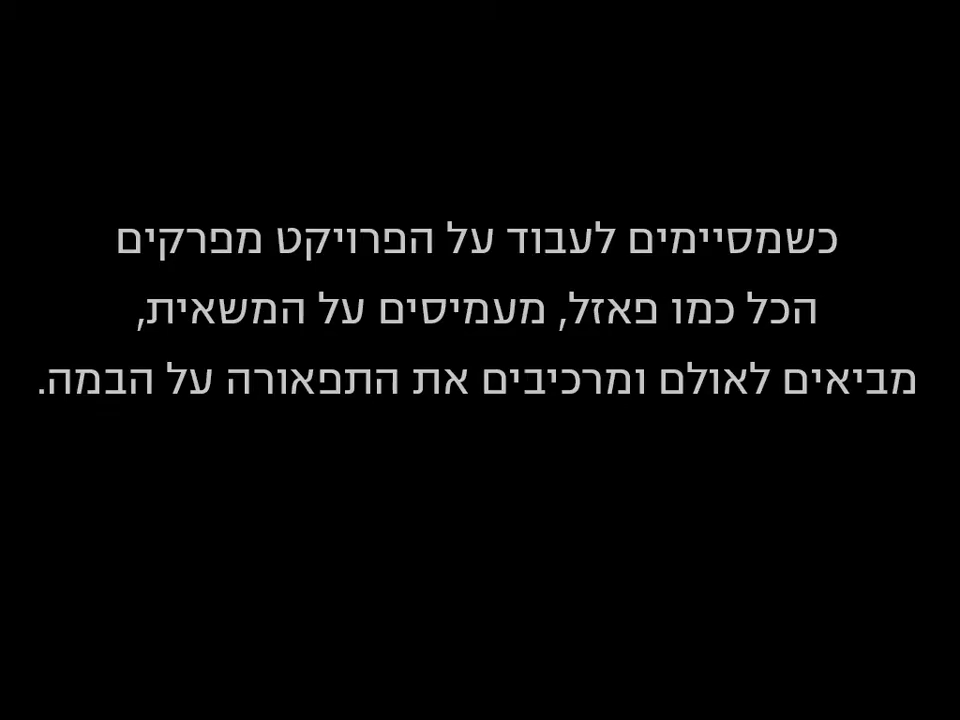 כשמסיימים לעבוד על הפרויקט מפרקים
הכל כמו פאזל, מעמיסים על המשאית,
מביאים לאולם ומרכיבים את התפאורה על הבמה.